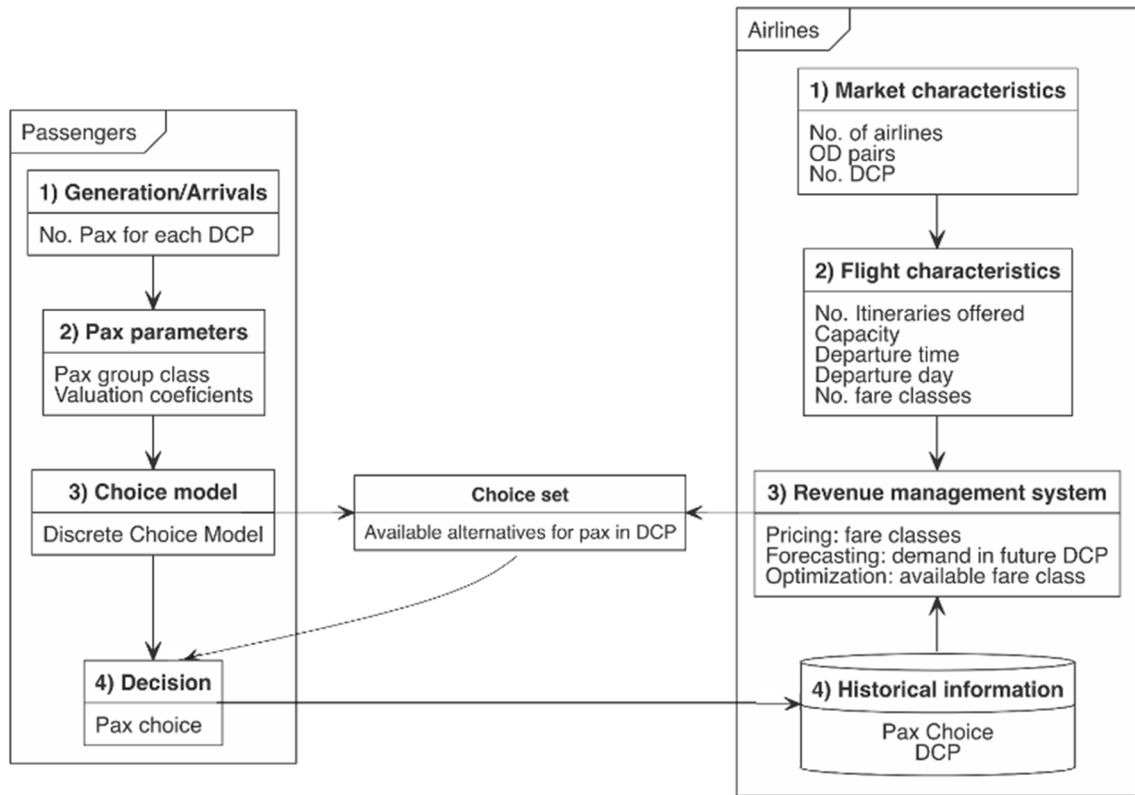 Passengers
1) Generation/Arrivals
No. Pax for each DCP
2) Pax parameters
Pax group class
Valuation coeficients
3) Choice model
Discrete Choice Model
4) Decision
Pax choice
Choice set
Available alternatives for pax in DCP
Airlines
1) Market characteristics
No. of airlines
OD pairs
No. DCP
2) Flight characteristics
No. Itineraries offered
Capacity
Departure time
Departure day
No. fare classes
3) Revenue management system
Pricing: fare classes
Forecasting: demand in future DCP
Optimization: available fare class
4) Historical information
Pax Choice
DCP